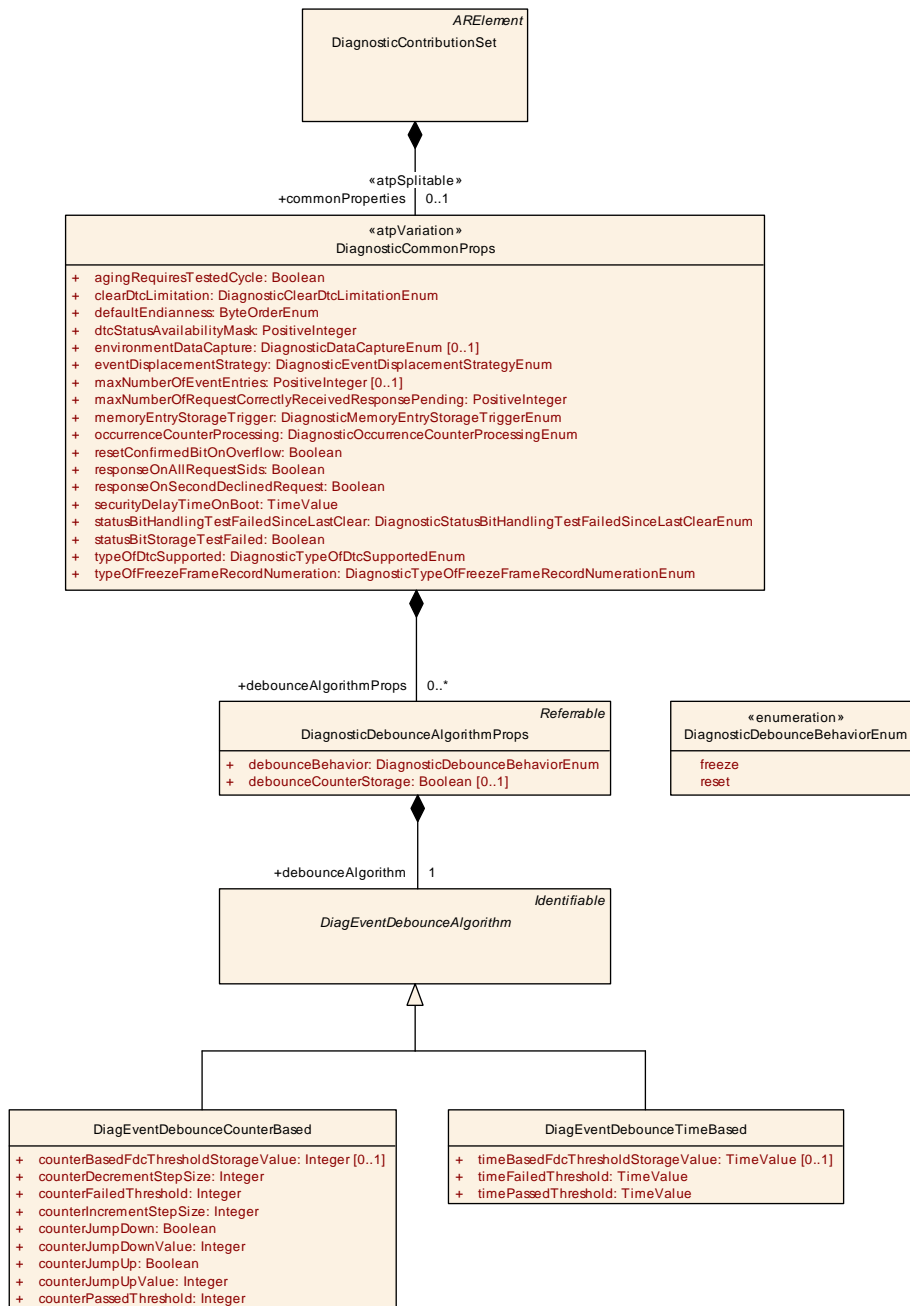 ARElement
DiagnosticContributionSet
«atpSplitable»
+commonProperties 0..1
«atpVariation»
DiagnosticCommonProps
+ agingRequiresTestedCycle: Boolean
+ clearDtcLimitation: DiagnosticClearDtcLimitationEnum
+ defaultEndianness: ByteOrderEnum
+ dtcStatusAvailabilityMask: PositiveInteger
+ environmentDataCapture: DiagnosticDataCaptureEnum [0..1]
+ eventDisplacementStrategy: DiagnosticEventDisplacementStrategyEnum
+ maxNumberOfEventEntries: PositiveInteger [0..1]
+ maxNumberOfRequestCorrectlyReceivedResponsePending: PositiveInteger
+ memoryEntryStorageTrigger: DiagnosticMemoryEntryStorageTriggerEnum
+ occurrenceCounterProcessing: DiagnosticOccurrenceCounterProcessingEnum
+ resetConfirmedBitOnOverflow: Boolean
+ responseOnAllRequestSids: Boolean
+ responseOnSecondDeclinedRequest: Boolean
+ securityDelayTimeOnBoot: TimeValue
+ statusBitHandlingTestFailedSinceLastClear: DiagnosticStatusBitHandlingTestFailedSinceLastClearEnum
+ statusBitStorageTestFailed: Boolean
+ typeOfDtcSupported: DiagnosticTypeOfDtcSupportedEnum
+ typeOfFreezeFrameRecordNumeration: DiagnosticTypeOfFreezeFrameRecordNumerationEnum
+debounceAlgorithmProps 0..*
Referrable
DiagnosticDebounceAlgorithmProps
+ debounceBehavior: DiagnosticDebounceBehaviorEnum
+ debounceCounterStorage: Boolean [0..1]
«enumeration»
DiagnosticDebounceBehaviorEnum
freeze
reset
+debounceAlgorithm 1
Identifiable
DiagEventDebounceAlgorithm
DiagEventDebounceCounterBased
+ counterBasedFdcThresholdStorageValue: Integer [0..1]
+ counterDecrementStepSize: Integer
+ counterFailedThreshold: Integer
+ counterIncrementStepSize: Integer
+ counterJumpDown: Boolean
+ counterJumpDownValue: Integer
+ counterJumpUp: Boolean
+ counterJumpUpValue: Integer
+ counterPassedThreshold: Integer
DiagEventDebounceTimeBased
+ timeBasedFdcThresholdStorageValue: TimeValue [0..1]
+ timeFailedThreshold: TimeValue
+ timePassedThreshold: TimeValue